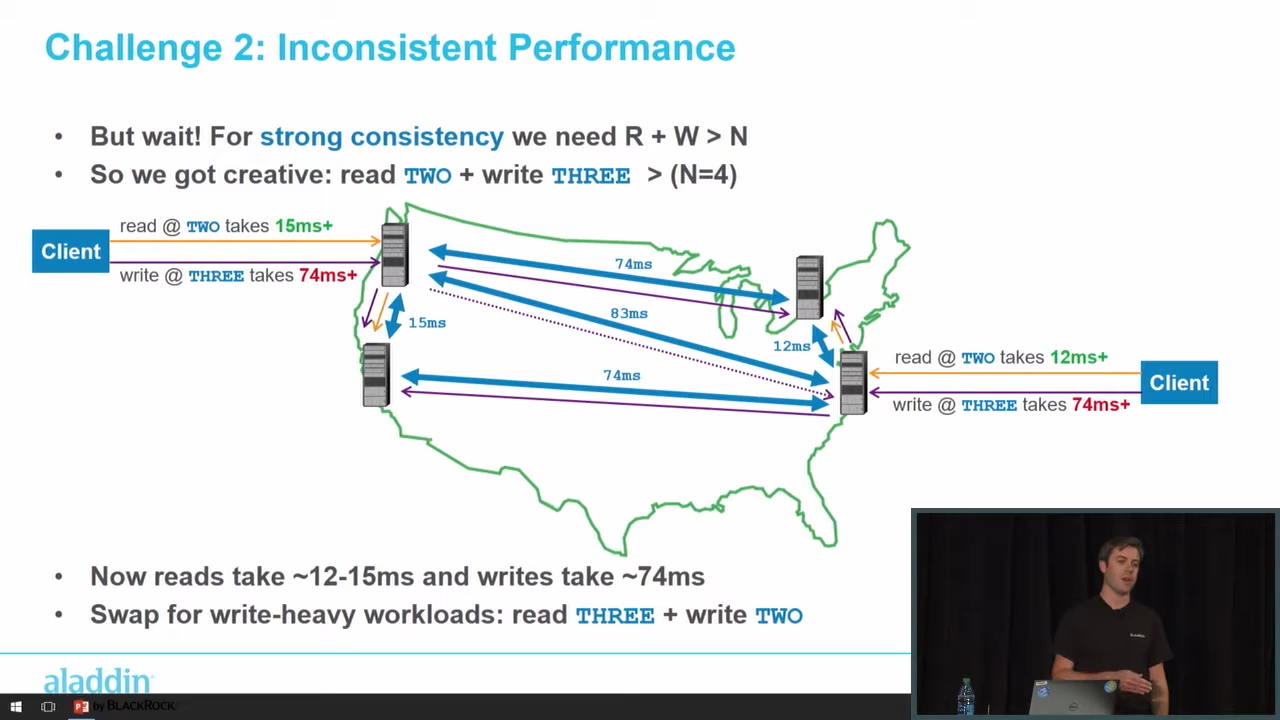 Challenge 2: Inconsistent Performance
• But wait! For strong consistency we need R + W > N
• So we got creative: read TWO + write THREE > (N=4)
Client
read @ TWO takes 15ms+
write @ THREE takes 74ms+
74ms
83ms
15ms
12ms
74ms
read @ TWO takes 12ms+
write @ THREE takes 74ms+
Client
• Now reads take ~12-15ms and writes take ~74ms
• Swap for write-heavy workloads: read THREE + write TWO
aladdin
by BLACKROCK